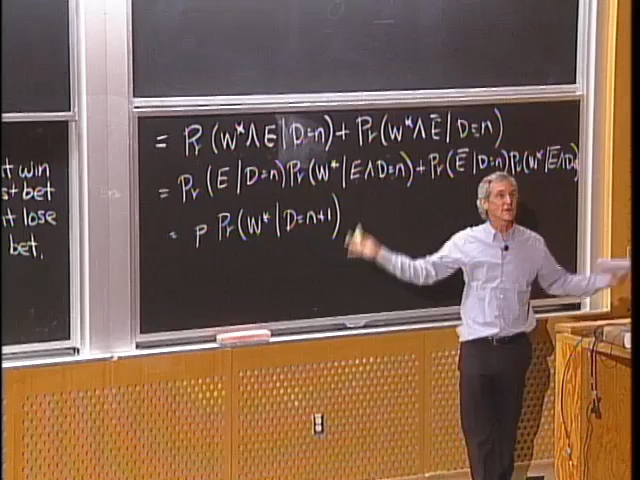 t win
st bet
t lose
bet.
= Pr(W*∧E|D=n) + Pr(W*∧Ē|D=n)
= Pr(E|D=n)Pr(W*|E∧D=n)+Pr(Ē|D=n)Pr(W*|Ē∧D
= p Pr(W*|D=n+1)